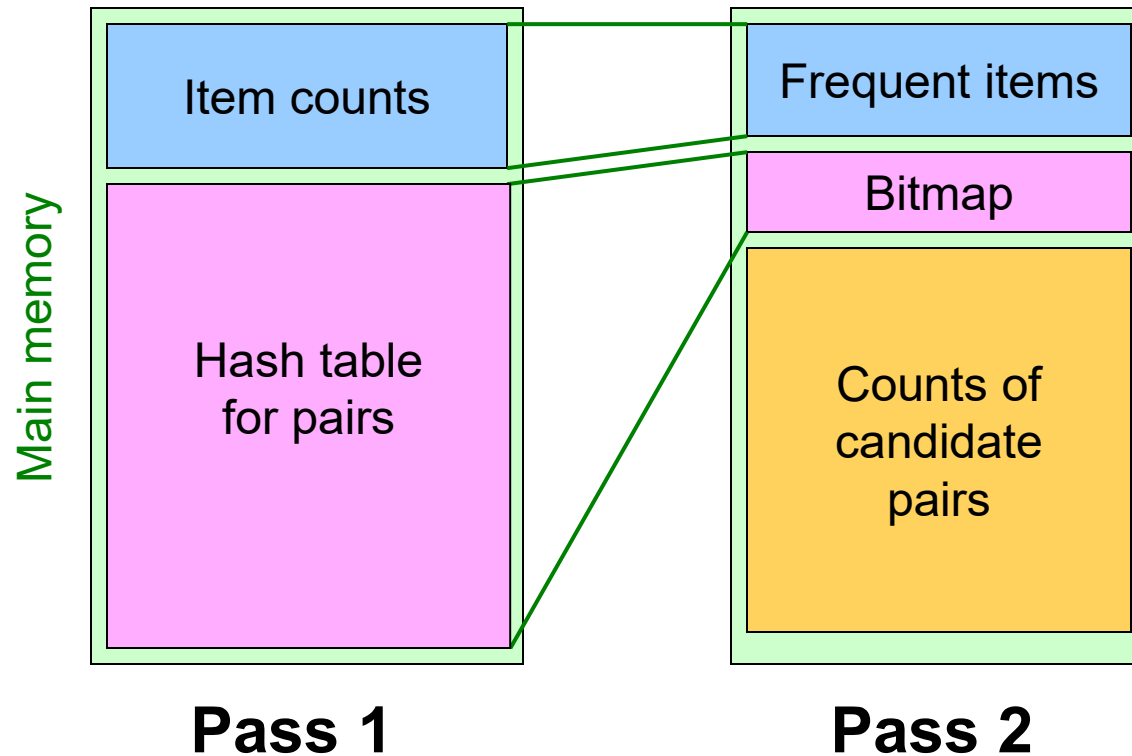 Main memory
Item counts
Hash table
for pairs
Pass 1
Frequent items
Bitmap
Counts of
candidate
pairs
Pass 2